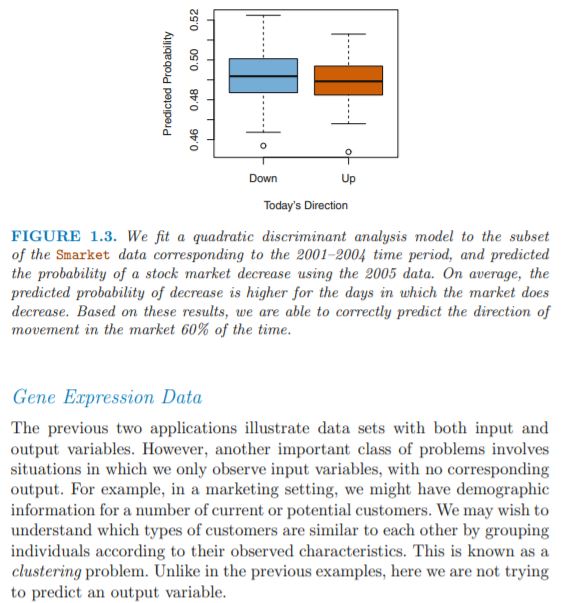 0.52
0.50
0.48
0.46
Predicted Probability
Down Up
Today's Direction
FIGURE 1.3. We fit a quadratic discriminant analysis model to the subset
of the Smarket data corresponding to the 2001–2004 time period, and predicted
the probability of a stock market decrease using the 2005 data. On average, the
predicted probability of decrease is higher for the days in which the market does
decrease. Based on these results, we are able to correctly predict the direction of
movement in the market 60% of the time.
Gene Expression Data
The previous two applications illustrate data sets with both input and
output variables. However, another important class of problems involves
situations in which we only observe input variables, with no corresponding
output. For example, in a marketing setting, we might have demographic
information for a number of current or potential customers. We may wish to
understand which types of customers are similar to each other by grouping
individuals according to their observed characteristics. This is known as a
clustering problem. Unlike in the previous examples, here we are not trying
to predict an output variable.